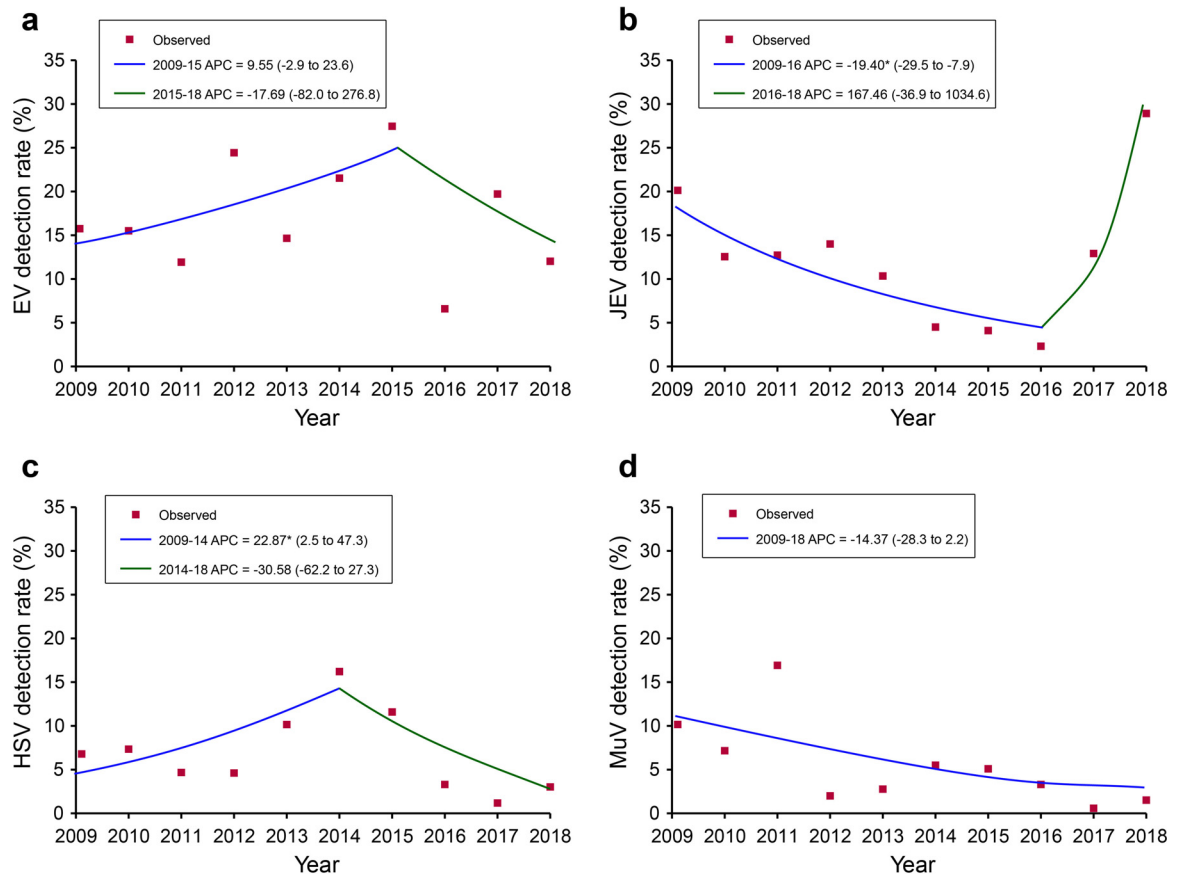 a
Observed
2009-15 APC = 9.55 (-2.9 to 23.6)
2015-18 APC = -17.69 (-82.0 to 276.8)
EV detection rate (%)
35
30
25
20
15
10
5
0
2009 2010 2011 2012 2013 2014 2015 2016 2017 2018
Year
b
Observed
2009-16 APC = -19.40* (-29.5 to -7.9)
2016-18 APC = 167.46 (-36.9 to 1034.6)
JEV detection rate (%)
35
30
25
20
15
10
5
0
2009 2010 2011 2012 2013 2014 2015 2016 2017 2018
Year
c
Observed
2009-14 APC = 22.87* (2.5 to 47.3)
2014-18 APC = -30.58 (-62.2 to 27.3)
HSV detection rate (%)
35
30
25
20
15
10
5
0
2009 2010 2011 2012 2013 2014 2015 2016 2017 2018
Year
d
Observed
2009-18 APC = -14.37 (-28.3 to 2.2)
MuV detection rate (%)
35
30
25
20
15
10
5
0
2009 2010 2011 2012 2013 2014 2015 2016 2017 2018
Year